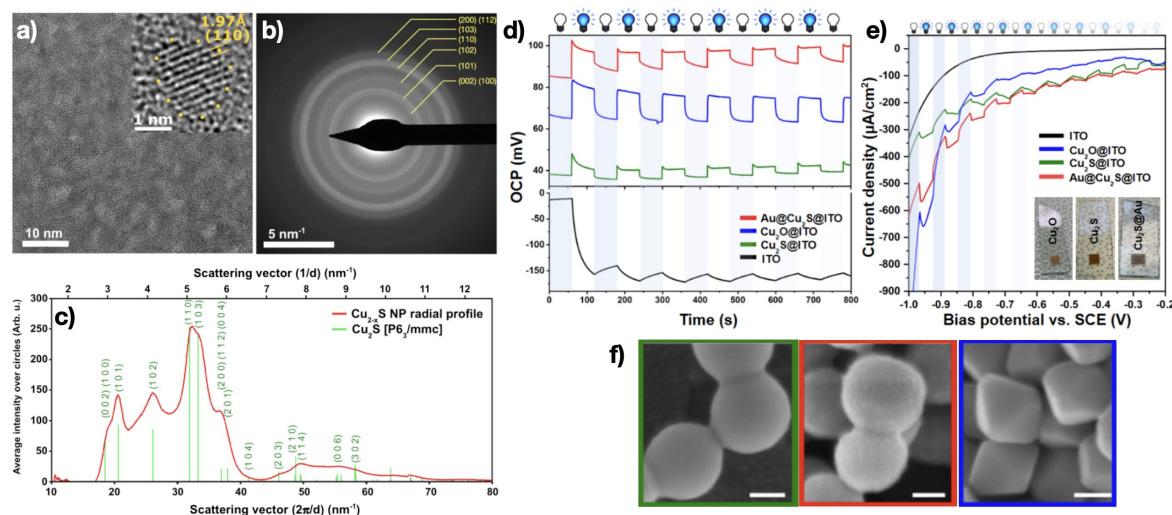 a)
1.97Å
(110)
1 nm
10 nm
b)
(200) (112)
(103)
(110)
(102)
(101)
(002) (100)
5 nm⁻¹
Scattering vector (1/d) (nm⁻¹)
2 3 4 5 6 7 8 9 10 11 12
c)
Cu₂₋ₓS NP radial profile
Cu₂S [P6₃/mmc]
Average intensity over circles (Arb. u.)
300
250
200
150
100
50
0
(0 0 2) (1 0 0)
(1 0 1)
(1 0 2)
(1 1 0)
(1 0 3)
(2 0 0) (1 1 2) (0 0 4)
(2 0 1)
(1 0 4)
(2 0 3)
(2 1 0)
(1 1 4)
(0 0 6)
(3 0 2)
10 20 30 40 50 60 70 80
Scattering vector (2π/d) (nm⁻¹)
d)
OCP (mV)
100
80
60
40
0
-50
-100
-150
Au@Cu₂S@ITO
Cu₂O@ITO
Cu₂S@ITO
ITO
0 100 200 300 400 500 600 700 800
Time (s)
e)
Current density (µA/cm²)
0
-100
-200
-300
-400
-500
-600
-700
-800
-900
ITO
Cu₂O@ITO
Cu₂S@ITO
Au@Cu₂S@ITO
Cu₂O
Cu₂S
Cu₂S@Au
-1.0 -0.9 -0.8 -0.7 -0.6 -0.5 -0.4 -0.3 -0.2
Bias potential vs. SCE (V)
f)